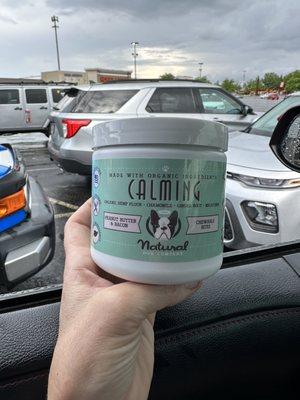 MADE WITH ORGANIC INGREDIENTS
CALMING
ORGANIC HEMP FLOUR • CHAMOMILE • GINGER ROOT • MELATONIN
PEANUT BUTTER
& BACON
CHEWABLE
BITES
Natural
DOG COMPANY